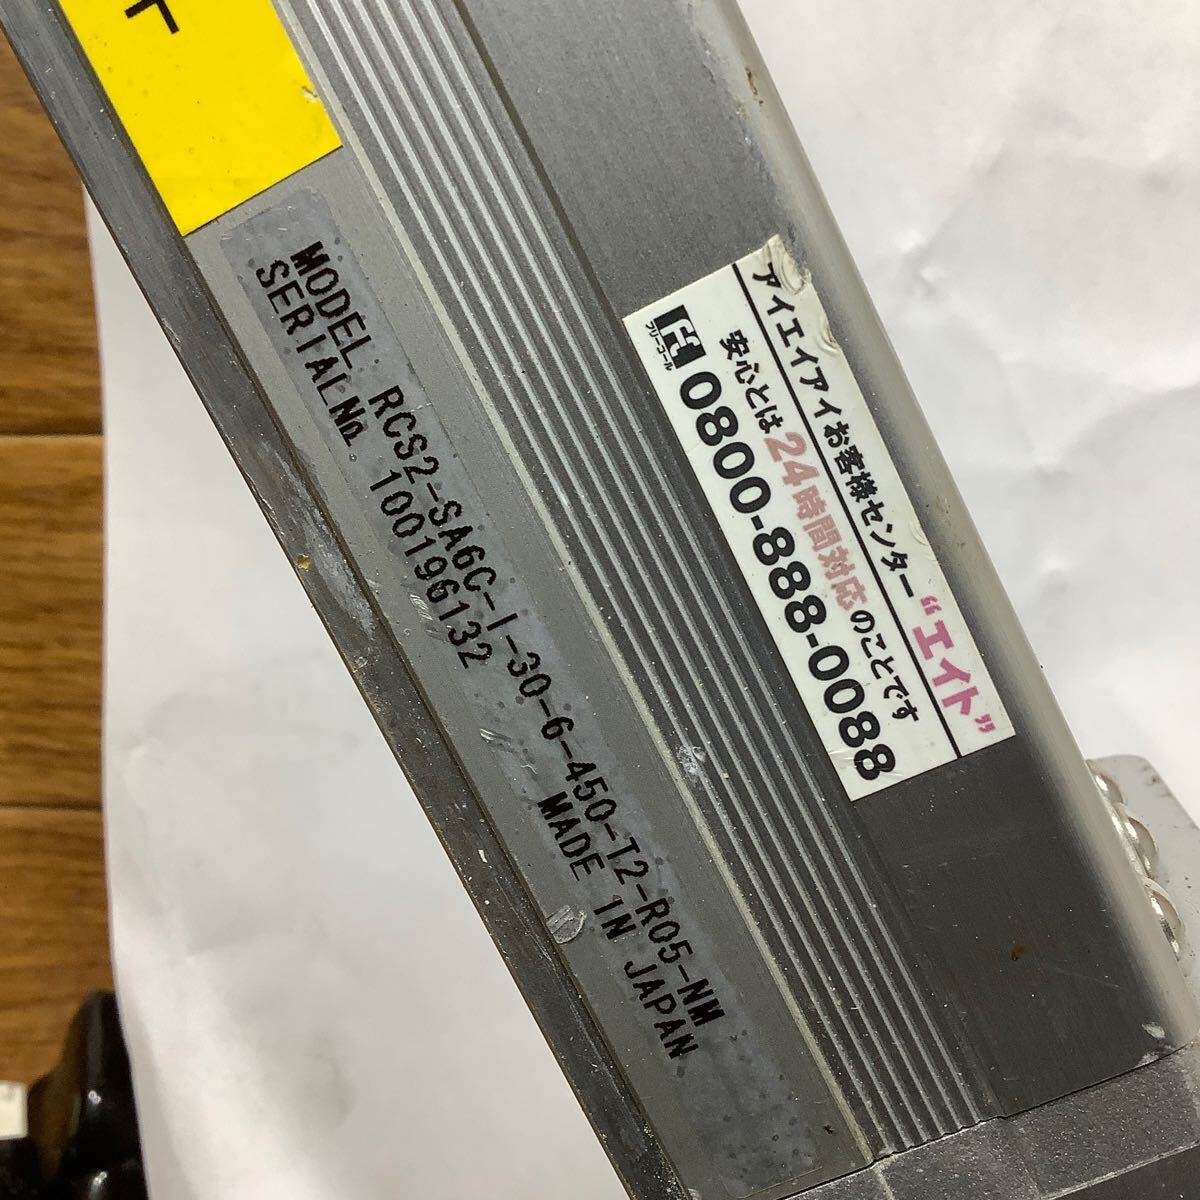 MODEL RCS2-SA6C-I-30-6-450-T2-R05-NM
SERIAL No. 100196132 MADE IN JAPAN
アイエイアイお客様センター "エイト"
安心とは24時間対応のことです
フリーコール 0800-888-0088